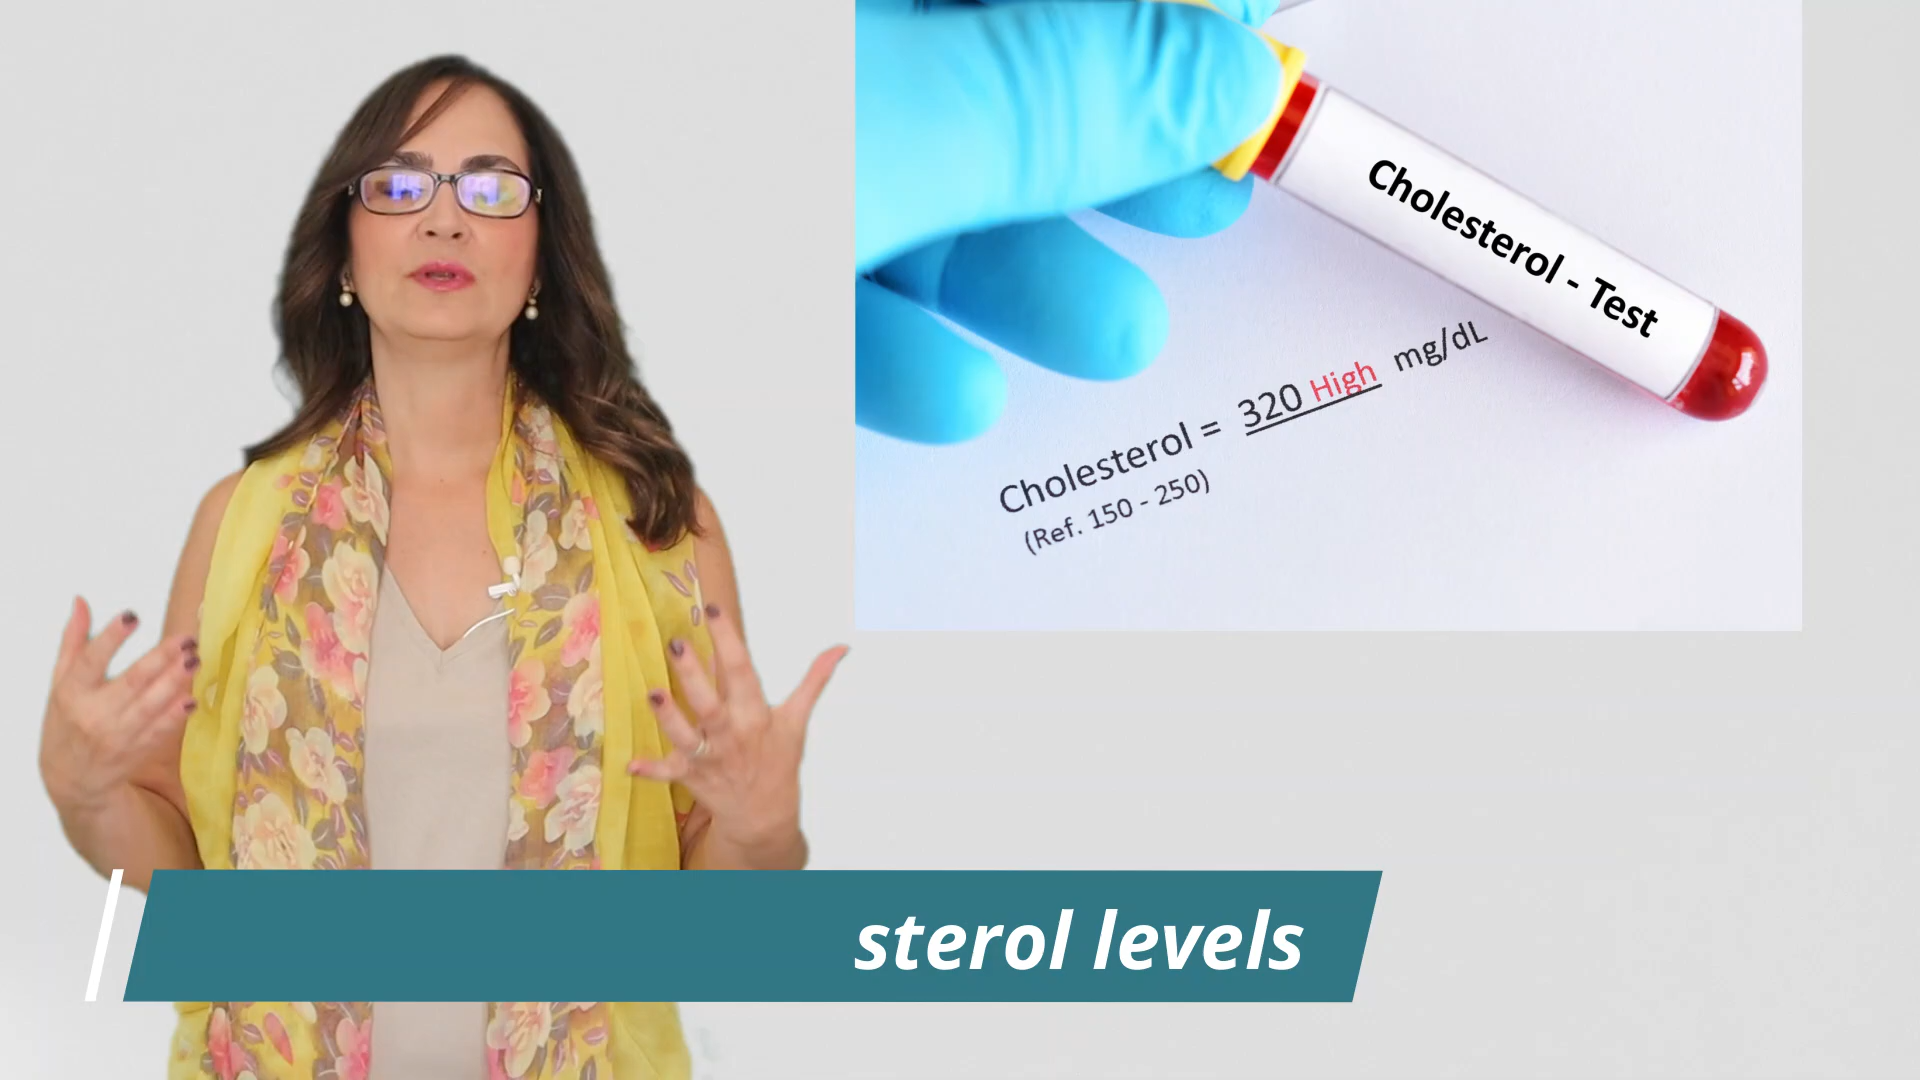 Cholesterol - Test
Cholesterol = 320 High mg/dL
(Ref. 150 - 250)
sterol levels